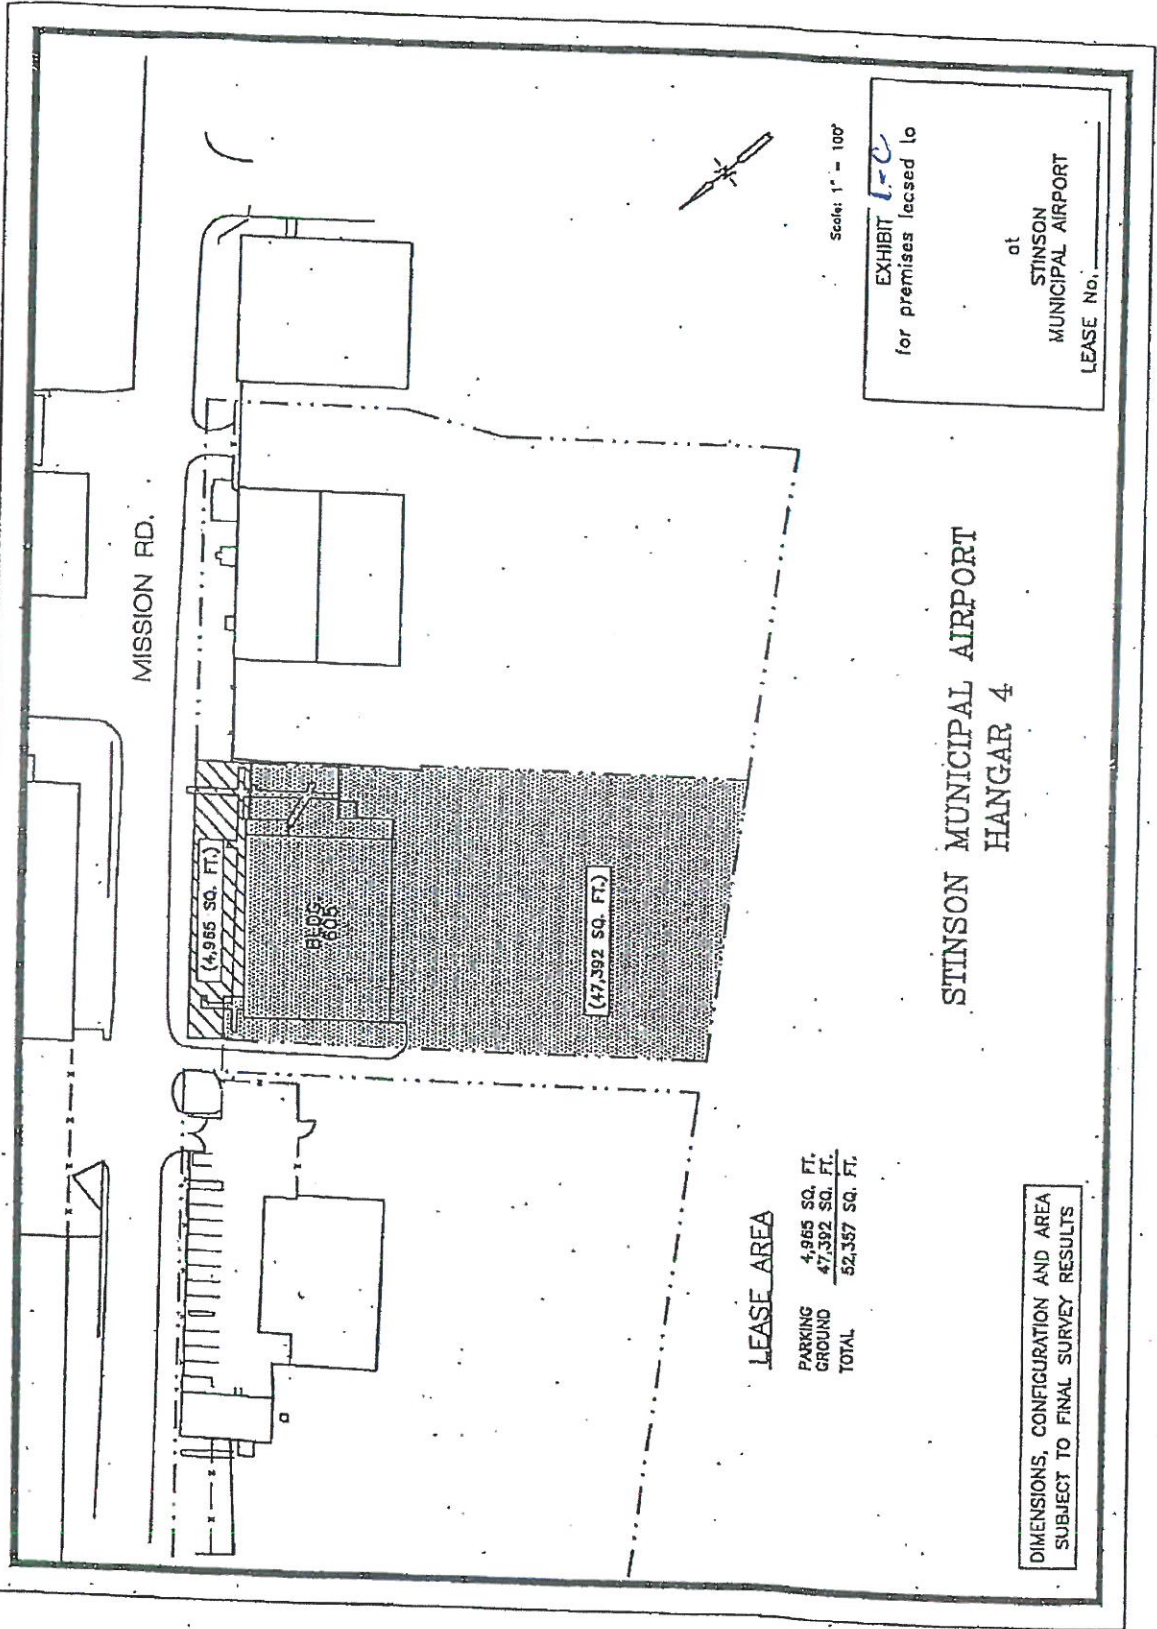 MISSION RD.
(4,965 SQ. FT.)
BLDG.
605
(47,392 SQ. FT.)
LEASE AREA
PARKING 4,965 SQ. FT.
GROUND 47,392 SQ. FT.
TOTAL 52,357 SQ. FT.
STINSON MUNICIPAL AIRPORT
HANGAR 4
Scale: 1" = 100'
EXHIBIT 1-C
for premises leased to
at
STINSON
MUNICIPAL AIRPORT
LEASE No.
DIMENSIONS, CONFIGURATION AND AREA
SUBJECT TO FINAL SURVEY RESULTS